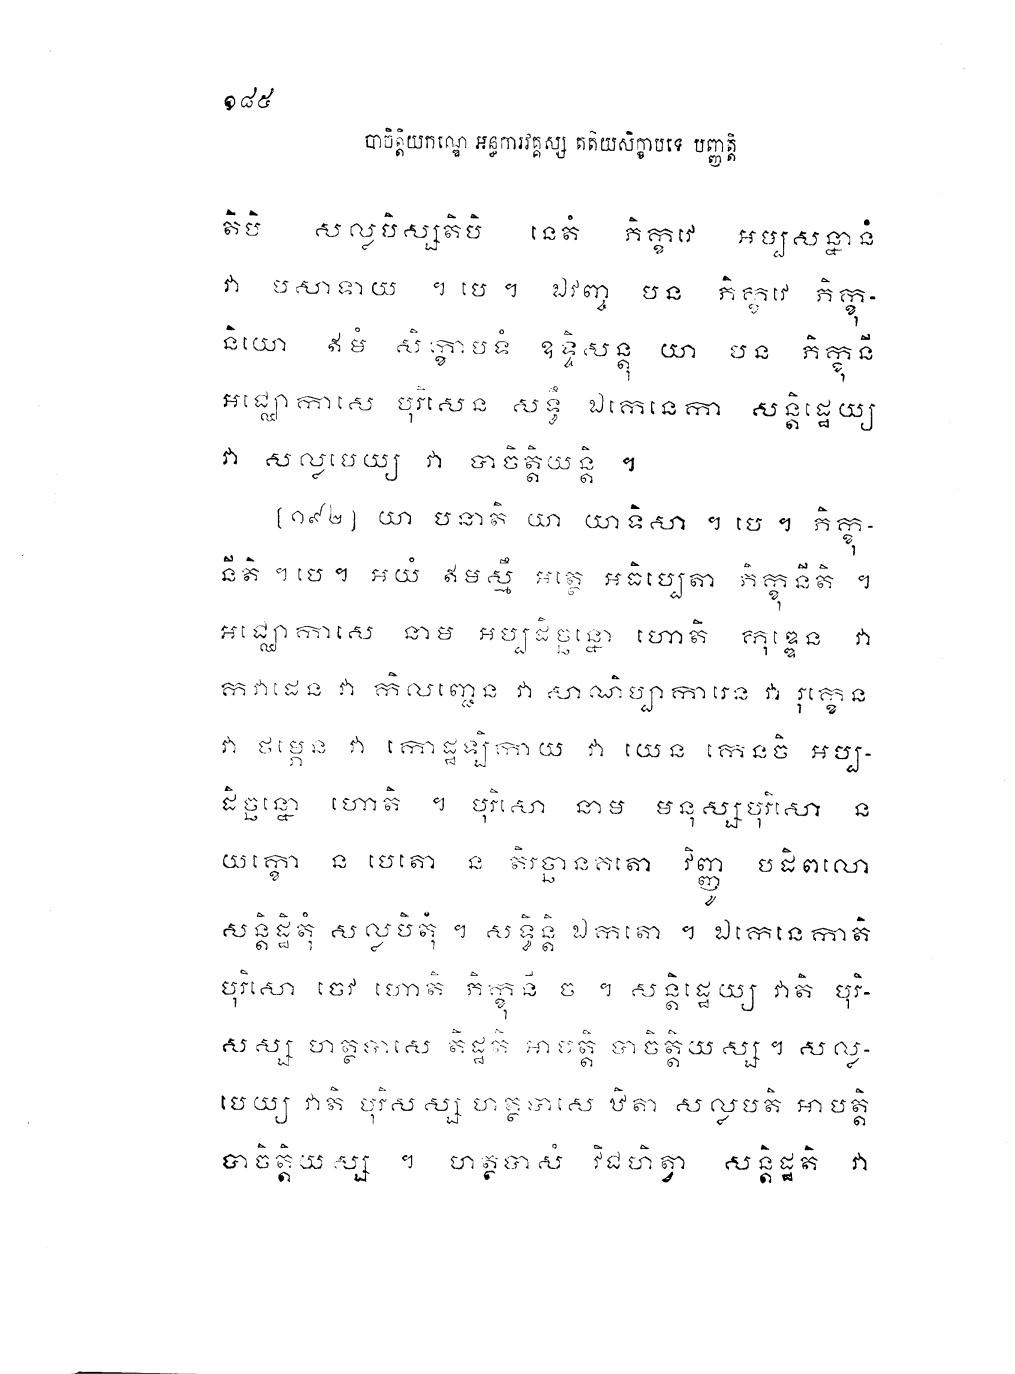 ១៨៥
បាចិត្តិយកណ្ឌេ អន្ធការវគ្គស្ស តតិយសិក្ខាបទេ បញ្ញត្តិ
តិបិ សល្លបិស្សតិបិ នេតំ ភិក្ខវេ អប្បសន្នានំ
វា បសាទាយ ។ បេ ។ ឯវញ្ច បន ភិក្ខវេ ភិក្ខុ-
និយោ ឥមំ សិក្ខាបទំ ឧទ្ទិសន្តុ យា បន ភិក្ខុនី
អជ្ឈោកាសេ បុរិសេន សទ្ធឹ ឯកេនេកា សន្តិដ្ឋេយ្យ
វា សល្លបេយ្យ វា បាចិត្តិយន្តិ ។
[១៩២] យា បនាតិ យា យាទិសា ។ បេ ។ ភិក្ខុ-
នីតិ ។ បេ ។ អយំ ឥមស្មឹ អត្ថេ អធិប្បេតា ភិក្ខុនីតិ ។
អជ្ឈោកាសេ នាម អប្បដិច្ឆន្នោ ហោតិ កុឌ្ឌេន វា
កវាដេន វា កិលញ្ជេន វា សាណិប្បាការេន វា រុក្ខេន
វា ថម្ភេន វា កោដ្ឋឡិកាយ វា យេន កេនចិ អប្ប-
ដិច្ឆន្នោ ហោតិ ។ បុរិសោ នាម មនុស្សបុរិសោ ន
យក្ខោ ន បេតោ ន តិរច្ឆានគតោ វិញ្ញូ បដិពលោ
សន្តិដ្ឋិតុំ សល្លបិតុំ ។ សទ្ធិន្តិ ឯកតោ ។ ឯកេនេកាតិ
បុរិសោ ចេវ ហោតិ ភិក្ខុនី ច ។ សន្តិដ្ឋេយ្យ វាតិ បុរិ-
សស្ស ហត្ថបាសេ តិដ្ឋតិ អាបត្តិ បាចិត្តិយស្ស ។ សល្ល-
បេយ្យ វាតិ បុរិសស្ស ហត្ថបាសេ ឋិតា សល្លបតិ អាបត្តិ
បាចិត្តិយស្ស ។ ហត្ថបាសំ វិជហិត្វា សន្តិដ្ឋតិ វា